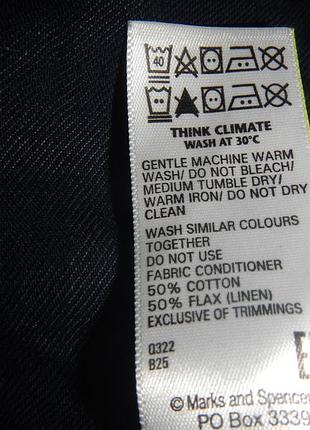 40
THINK CLIMATE
WASH AT 30°C
GENTLE MACHINE WARM
WASH/ DO NOT BLEACH/
MEDIUM TUMBLE DRY/
WARM IRON/ DO NOT DRY
CLEAN
WASH SIMILAR COLOURS
TOGETHER
DO NOT USE
FABRIC CONDITIONER
50% COTTON
50% FLAX (LINEN)
EXCLUSIVE OF TRIMMINGS
Q322
B25
© Marks and Spencer
PO Box 3339